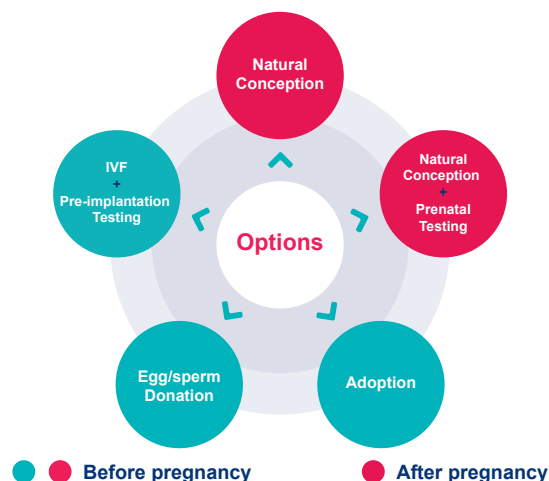 Natural
Conception
IVF
+
Pre-implantation
Testing
Natural
Conception
+
Prenatal
Testing
Options
Egg/sperm
Donation
Adoption
Before pregnancy
After pregnancy